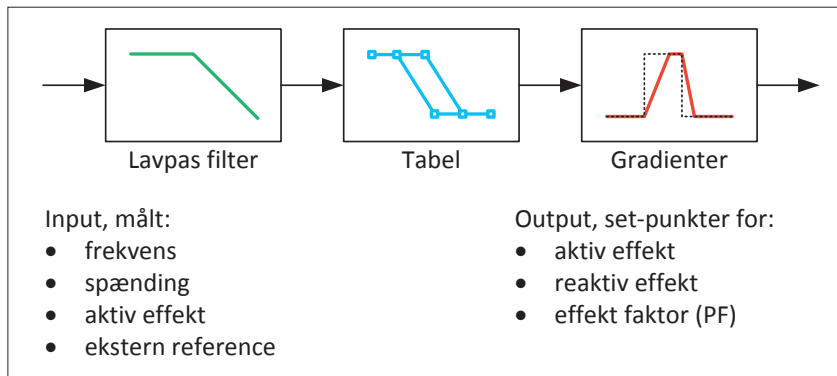 Lavpas filter
Tabel
Gradienter
Input, målt:
• frekvens
• spænding
• aktiv effekt
• ekstern reference
Output, set-punkter for:
• aktiv effekt
• reaktiv effekt
• effekt faktor (PF)